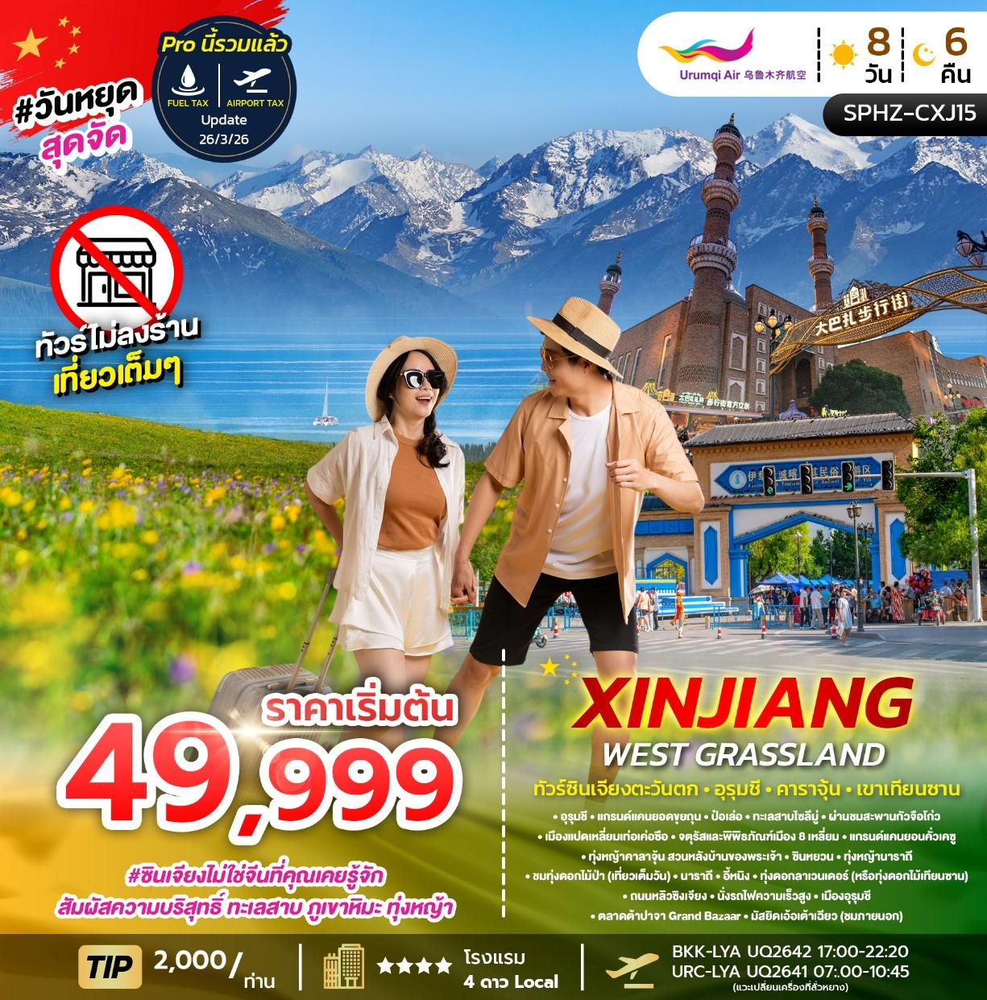 Pro นี้รวมแล้ว
FUEL TAX
AIRPORT TAX
Update
26/3/26
#วันหยุด
สุดจัด
Urumqi Air 乌鲁木齐航空
8
วัน
6
คืน
SPHZ-CXJ15
ทัวร์ไม่ลงร้าน
เที่ยวเต็มๆ
大巴扎步行街
ราคาเริ่มต้น
49,999
#ซินเจียงไม่ใช่จีนที่คุณเคยรู้จัก
สัมผัสความบริสุทธิ์ ทะเลสาบ ภูเขาหิมะ ทุ่งหญ้า
XINJIANG
WEST GRASSLAND
ทัวร์ซินเจียงตะวันตก • อุรุมชี • คาราจุ้น • เขาเทียนซาน
• อุรุมชี • แกรนด์แคนยอดขุยถุน • ป๋อเล่อ • ทะเลสาบไซลีมู่ • ผ่านชมสะพานกัวจือโก่ว
• เมืองแปดเหลี่ยมเท่อเค่อซือ • จตุรัสและพิพิธภัณฑ์เมือง 8 เหลี่ยม • แกรนด์แคนยอนคั่วเคซู
• ทุ่งหญ้าคาลาจุ้น สวนหลังบ้านของพระเจ้า • ซินหยวน • ทุ่งหญ้านาราถี
• ชมทุ่งดอกไม้ป่า (เที่ยวเต็มวัน) • นาราถี • อี้หนิง • ทุ่งดอกลาเวนเดอร์ (หรือทุ่งดอกไม้เทียนซาน)
• ถนนหลิวซิงเจียง • นั่งรถไฟความเร็วสูง • เมืองอุรุมชี
• ตลาดต้าปาจา Grand Bazaar • มัสยิดเอ้อเต้าเฉียว (ชมภายนอก)
TIP
2,000/
ท่าน
โรงแรม
4 ดาว Local
BKK-LYA UQ2642 17:00-22:20
URC-LYA UQ2641 07:.00-10:45
(แวะเปลี่ยนเครื่องที่ลั่วหยาง)